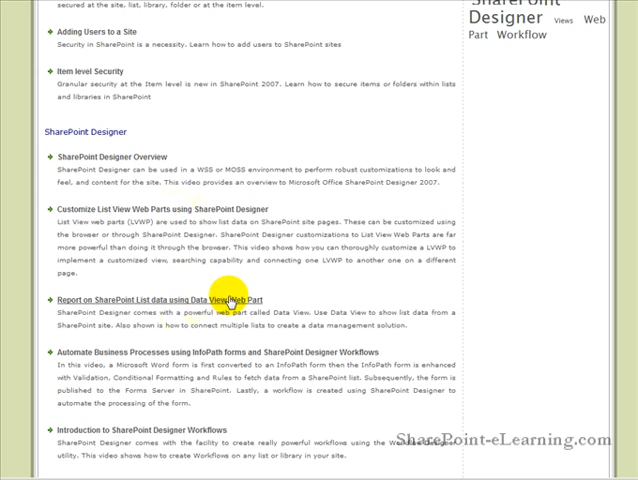 secured at the site, list, library, folder or at the item level.
SharePoint
Designer Views Web
Part Workflow
Adding Users to a Site
Security in SharePoint is a necessity. Learn how to add users to SharePoint sites
Item level Security
Granular security at the Item level is new in SharePoint 2007. Learn how to secure items or folders within lists
and libraries in SharePoint
SharePoint Designer
SharePoint Designer Overview
SharePoint Designer can be used in a WSS or MOSS environment to perform robust customizations to look and
feel, and content for the site. This video provides an overview to Microsoft Office SharePoint Designer 2007.
Customize List View Web Parts using SharePoint Designer
List View web parts (LVWP) are used to show list data on SharePoint site pages. These can be customized using
the browser or through SharePoint Designer. SharePoint Designer customizations to List View Web Parts are far
more powerful than doing it through the browser. This video shows how you can thoroughly customize a LVWP to
implement a customized view, searching capability and connecting one LVWP to another one on a different
page.
Report on SharePoint List data using Data View Web Part
SharePoint Designer comes with a powerful web part called Data View. Use Data View to show list data from a
SharePoint site. Also shown is how to connect multiple lists to create a data management solution.
Automate Business Processes using InfoPath forms and SharePoint Designer Workflows
In this video, a Microsoft Word form is first converted to an InfoPath form then the InfoPath form is enhanced
with Validation, Conditional Formatting and Rules to fetch data from a SharePoint list. Subsequently, the form is
published to the Forms Server in SharePoint. Lastly, a workflow is created using SharePoint Designer to
automate the processing of the form.
Introduction to SharePoint Designer Workflows
SharePoint Designer comes with the facility to create really powerful workflows using the Workflow Designer
utility. This video shows how to create Workflows on any list or library in your site.
SharePoint-eLearning.com